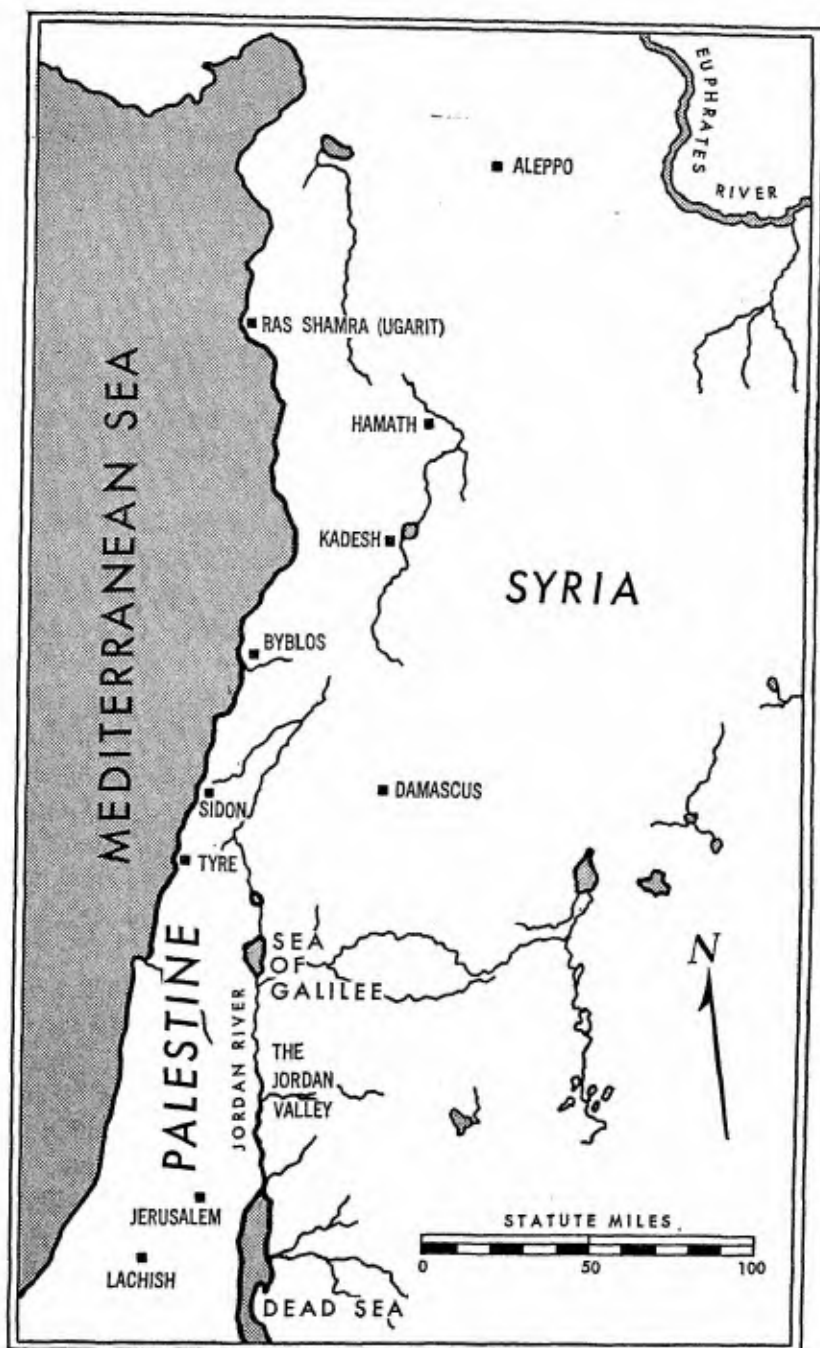 EUPHRATES
RIVER
ALEPPO
RAS SHAMRA (UGARIT)
MEDITERRANEAN SEA
HAMATH
KADESH
SYRIA
BYBLOS
DAMASCUS
SIDON
TYRE
PALESTINE
SEA
OF
GALILEE
N
JORDAN RIVER
THE
JORDAN
VALLEY
JERUSALEM
LACHISH
DEAD SEA
STATUTE MILES
0 50 100